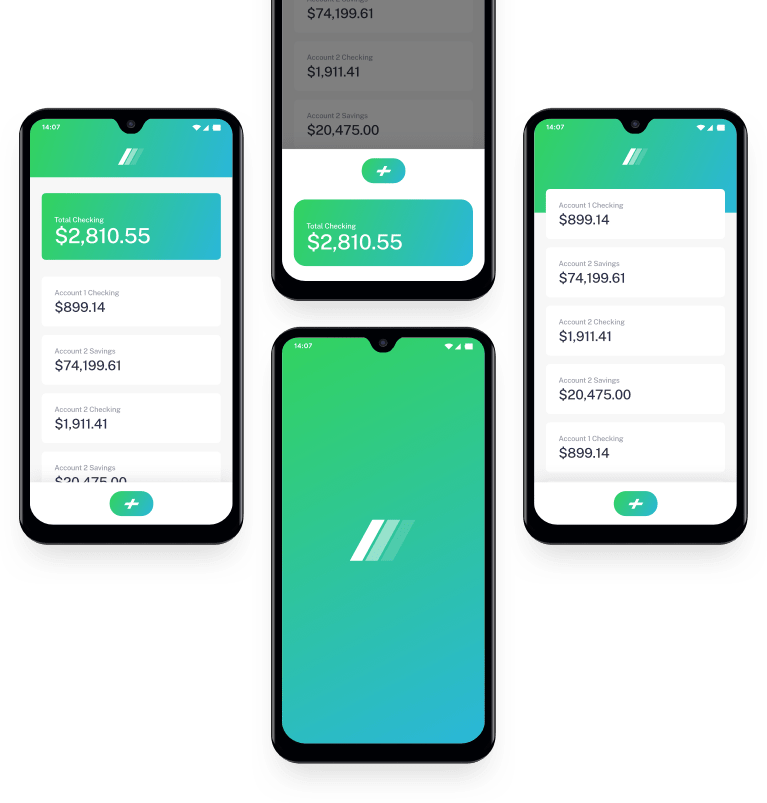 14:07
Total Checking
$2,810.55
Account 1 Checking
$899.14
Account 2 Savings
$74,199.61
Account 2 Checking
$1,911.41
Account 2 Savings
$20,475.00
$74,199.61
Account 2 Checking
$1,911.41
Account 2 Savings
$20,475.00
Total Checking
$2,810.55
14:07
14:07
Account 1 Checking
$899.14
Account 2 Savings
$74,199.61
Account 2 Checking
$1,911.41
Account 2 Savings
$20,475.00
Account 1 Checking
$899.14